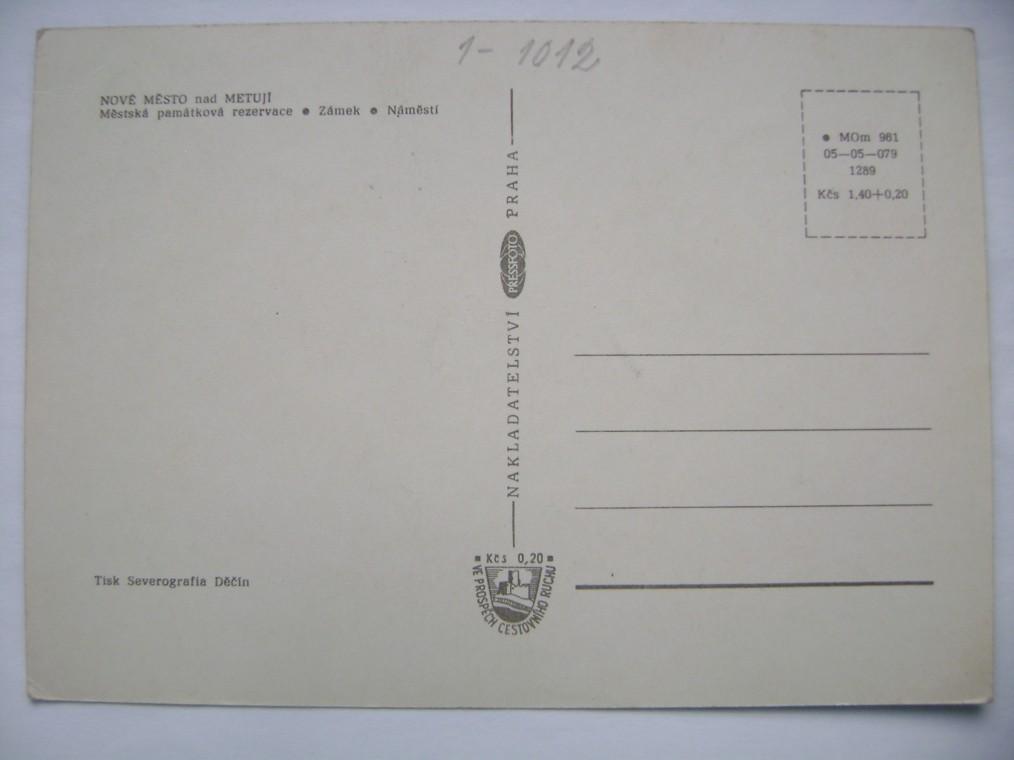 1- 1012
NOVÉ MĚSTO nad METUJÍ
Městská památková rezervace ● Zámek ● Náměstí
● MOm 961
05—05—079
1289
Kčs 1,40+0,20
NAKLADATELSTVÍ PRESSFOTO PRAHA
Tisk Severografia Děčín
▪ Kčs 0,20 ▪
VE PROSPĚCH CESTOVNÍHO RUCHU